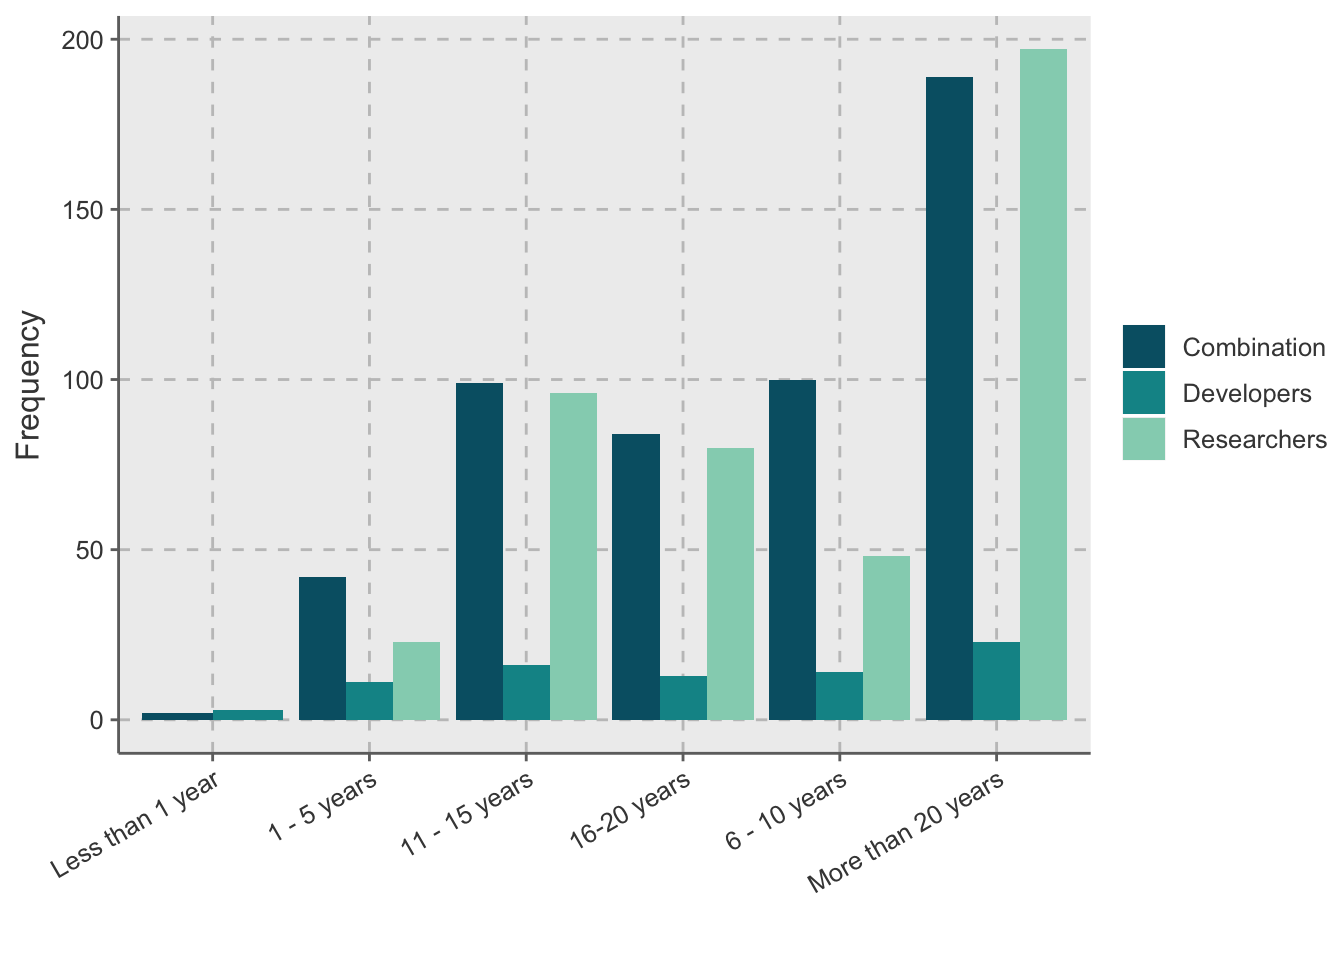 200
150
100
50
0
Frequency
Less than 1 year
1 - 5 years
11 - 15 years
16-20 years
6 - 10 years
More than 20 years
Combination
Developers
Researchers